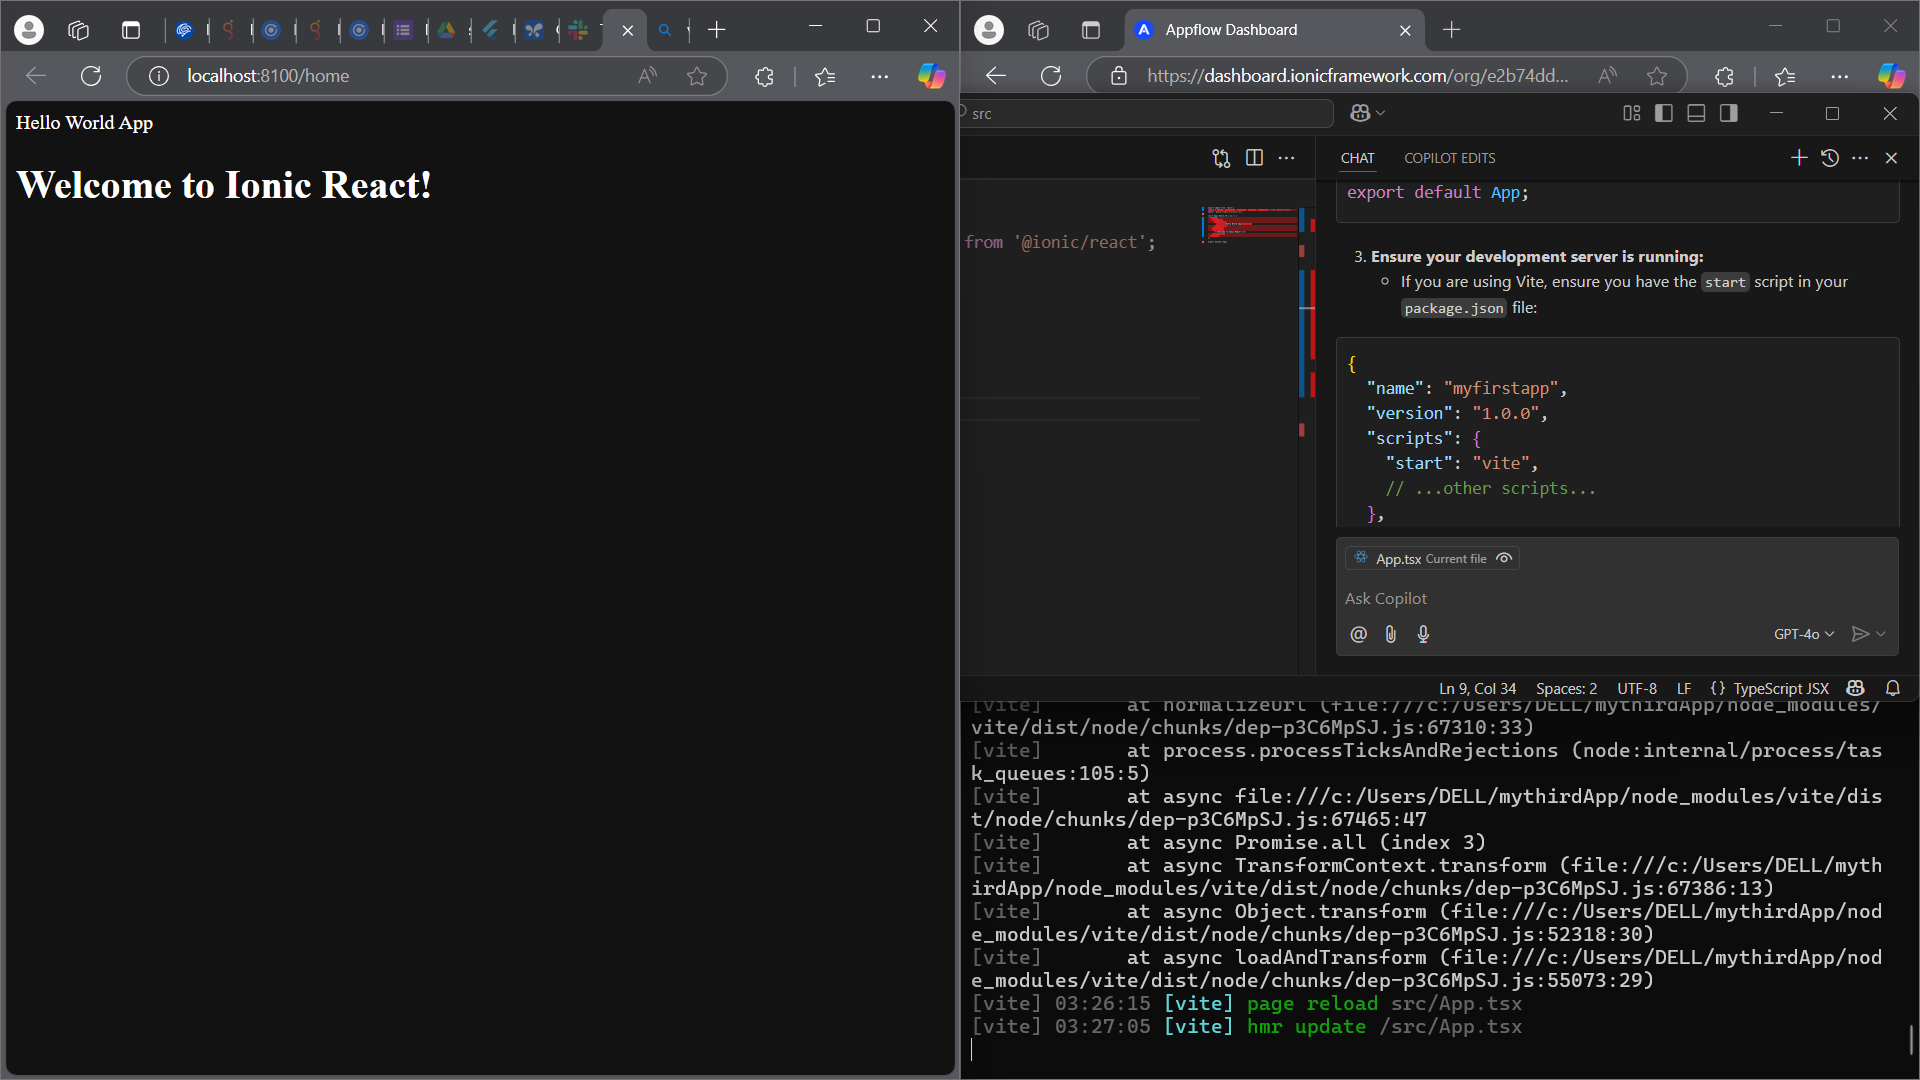 localhost:8100/home
Hello World App
Welcome to Ionic React!
Appflow Dashboard
https://dashboard.ionicframework.com/org/e2b74dd...
src
from '@ionic/react';
CHAT
COPILOT EDITS
export default App;
3. Ensure your development server is running:
If you are using Vite, ensure you have the start script in your
package.json file:
{
"name": "myfirstapp",
"version": "1.0.0",
"scripts": {
"start": "vite",
// ...other scripts...
},
App.tsx Current file
Ask Copilot
GPT-4o
Ln 9, Col 34 Spaces: 2 UTF-8 LF {} TypeScript JSX
[vite] at normalizeUrl (file:///c:/Users/DELL/mythirdApp/node_modules/
vite/dist/node/chunks/dep-p3C6MpSJ.js:67310:33)
[vite] at process.processTicksAndRejections (node:internal/process/tas
k_queues:105:5)
[vite] at async file:///c:/Users/DELL/mythirdApp/node_modules/vite/dis
t/node/chunks/dep-p3C6MpSJ.js:67465:47
[vite] at async Promise.all (index 3)
[vite] at async TransformContext.transform (file:///c:/Users/DELL/myth
irdApp/node_modules/vite/dist/node/chunks/dep-p3C6MpSJ.js:67386:13)
[vite] at async Object.transform (file:///c:/Users/DELL/mythirdApp/nod
e_modules/vite/dist/node/chunks/dep-p3C6MpSJ.js:52318:30)
[vite] at async loadAndTransform (file:///c:/Users/DELL/mythirdApp/nod
e_modules/vite/dist/node/chunks/dep-p3C6MpSJ.js:55073:29)
[vite] 03:26:15 [vite] page reload src/App.tsx
[vite] 03:27:05 [vite] hmr update /src/App.tsx